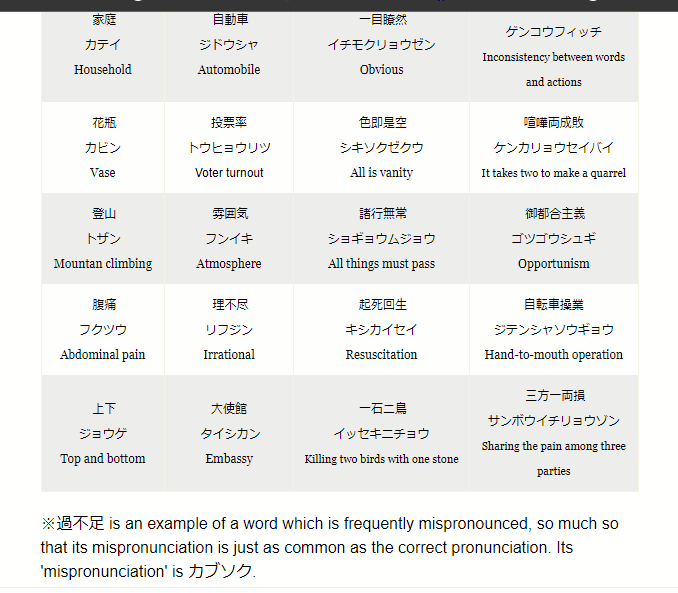 家庭
カテイ
Household
自動車
ジドウシャ
Automobile
一目瞭然
イチモクリョウゼン
Obvious
ゲンコウフィッチ
Inconsistency between words
and actions
花瓶
カビン
Vase
投票率
トウヒョウリツ
Voter turnout
色即是空
シキソクゼクウ
All is vanity
喧嘩両成敗
ケンカリョウセイバイ
It takes two to make a quarrel
登山
トザン
Mountan climbing
雰囲気
フンイキ
Atmosphere
諸行無常
ショギョウムジョウ
All things must pass
御都合主義
ゴツゴウシュギ
Opportunism
腹痛
フクツウ
Abdominal pain
理不尽
リフジン
Irrational
起死回生
キシカイセイ
Resuscitation
自転車操業
ジテンシャソウギョウ
Hand-to-mouth operation
上下
ジョウゲ
Top and bottom
大使館
タイシカン
Embassy
一石二鳥
イッセキニチョウ
Killing two birds with one stone
三方一両損
サンボウイチリョウゾン
Sharing the pain among three
parties
※過不足 is an example of a word which is frequently mispronounced, so much so
that its mispronunciation is just as common as the correct pronunciation. Its
'mispronunciation' is カブソク.